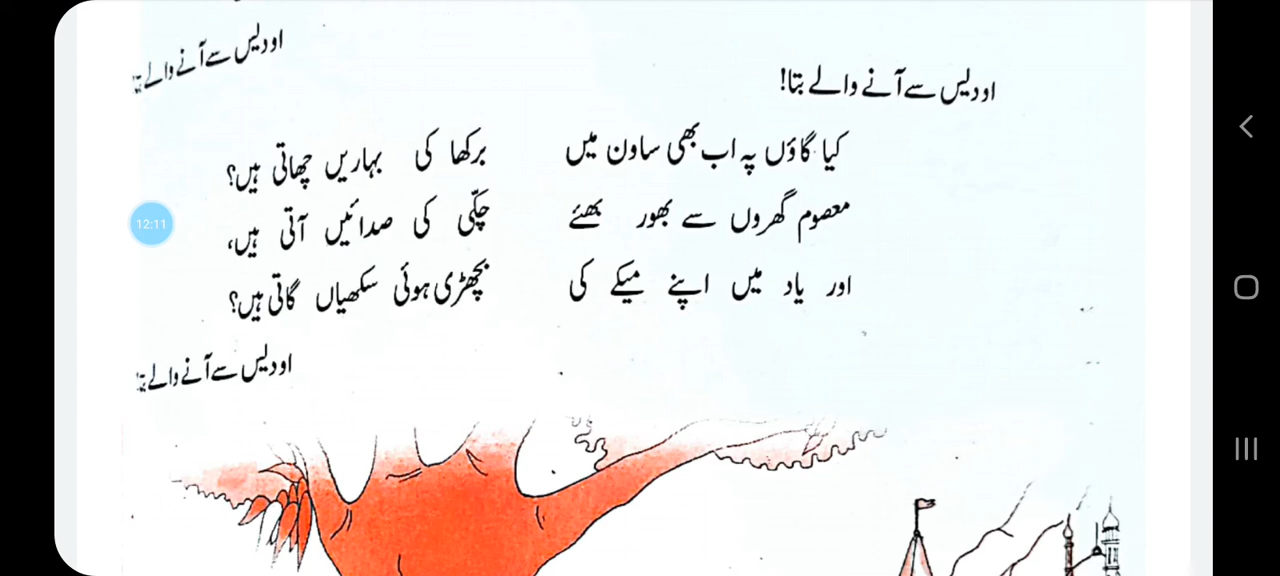 او دیس سے آنے والے
او دیس سے آنے والے بتا!
کیا گاؤں پہ اب بھی ساون میں برکھا کی بہاریں چھاتی ہیں؟
معصوم گھروں سے بھور بھئے چکّی کی صدائیں آتی ہیں،
اور یاد میں اپنے میکے کی بچھڑی ہوئی سکھیاں گاتی ہیں؟
او دیس سے آنے والے
12:11